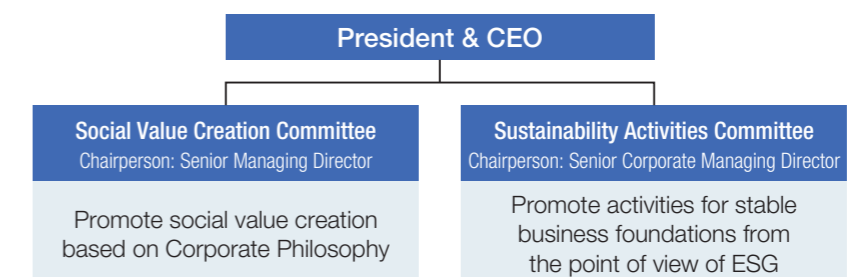 President & CEO
Social Value Creation Committee
Chairperson: Senior Managing Director
Promote social value creation
based on Corporate Philosophy
Sustainability Activities Committee
Chairperson: Senior Corporate Managing Director
Promote activities for stable
business foundations from
the point of view of ESG